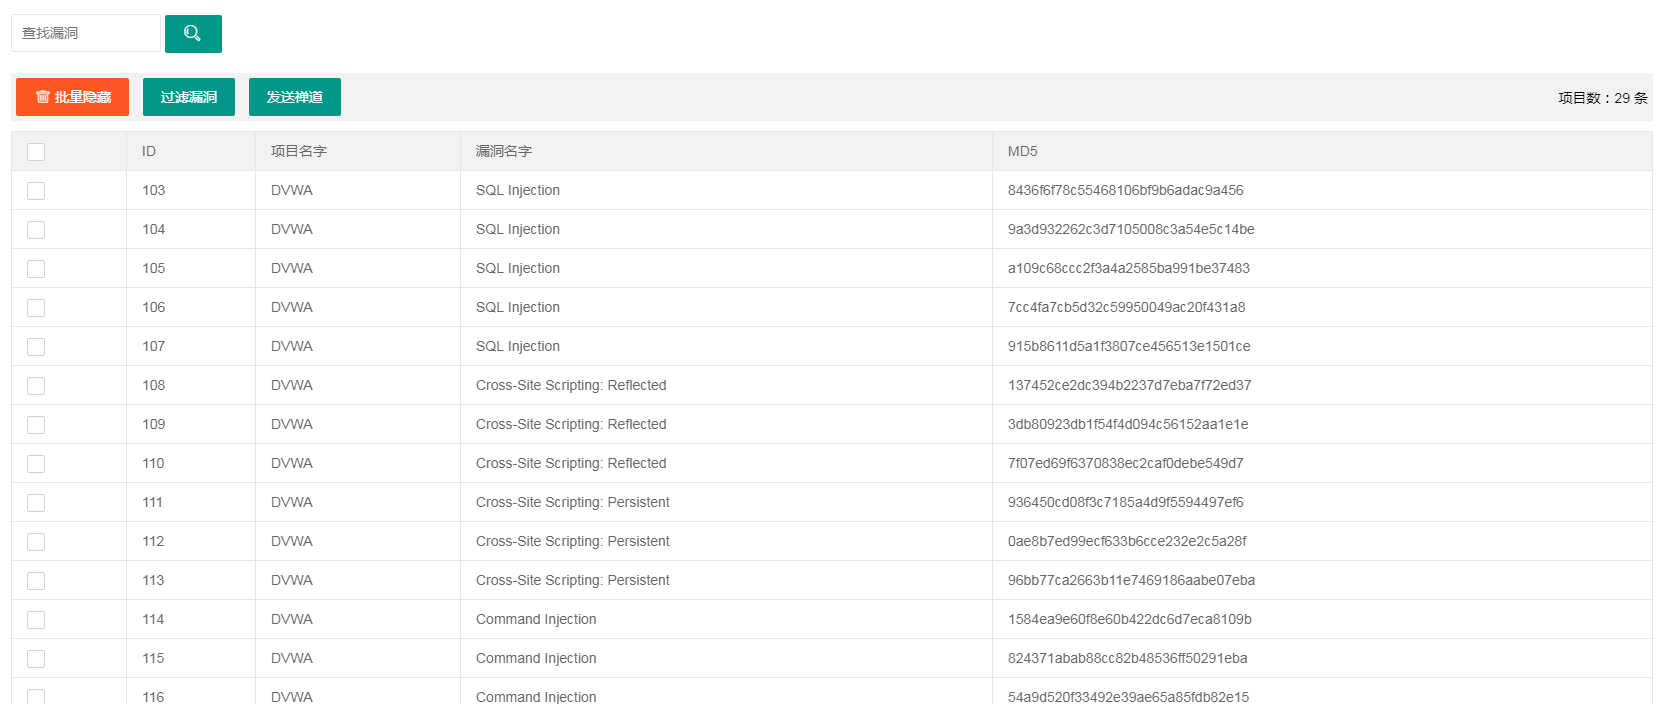 查找漏洞
批量隐藏 过滤漏洞 发送禅道 项目数：29 条
ID 项目名字 漏洞名字 MD5
103 DVWA SQL Injection 8436f6f78c55468106bf9b6adac9a456
104 DVWA SQL Injection 9a3d932262c3d7105008c3a54e5c14be
105 DVWA SQL Injection a109c68ccc2f3a4a2585ba991be37483
106 DVWA SQL Injection 7cc4fa7cb5d32c59950049ac20f431a8
107 DVWA SQL Injection 915b8611d5a1f3807ce456513e1501ce
108 DVWA Cross-Site Scripting: Reflected 137452ce2dc394b2237d7eba7f72ed37
109 DVWA Cross-Site Scripting: Reflected 3db80923db1f54f4d094c56152aa1e1e
110 DVWA Cross-Site Scripting: Reflected 7f07ed69f6370838ec2caf0debe549d7
111 DVWA Cross-Site Scripting: Persistent 936450cd08f3c7185a4d9f5594497ef6
112 DVWA Cross-Site Scripting: Persistent 0ae8b7ed99ecf633b6cce232e2c5a28f
113 DVWA Cross-Site Scripting: Persistent 96bb77ca2663b11e7469186aabe07eba
114 DVWA Command Injection 1584ea9e60f8e60b422dc6d7eca8109b
115 DVWA Command Injection 824371abab88cc82b48536ff50291eba
116 DVWA Command Injection 54a9d520f33492e39ae65a85fdb82e15